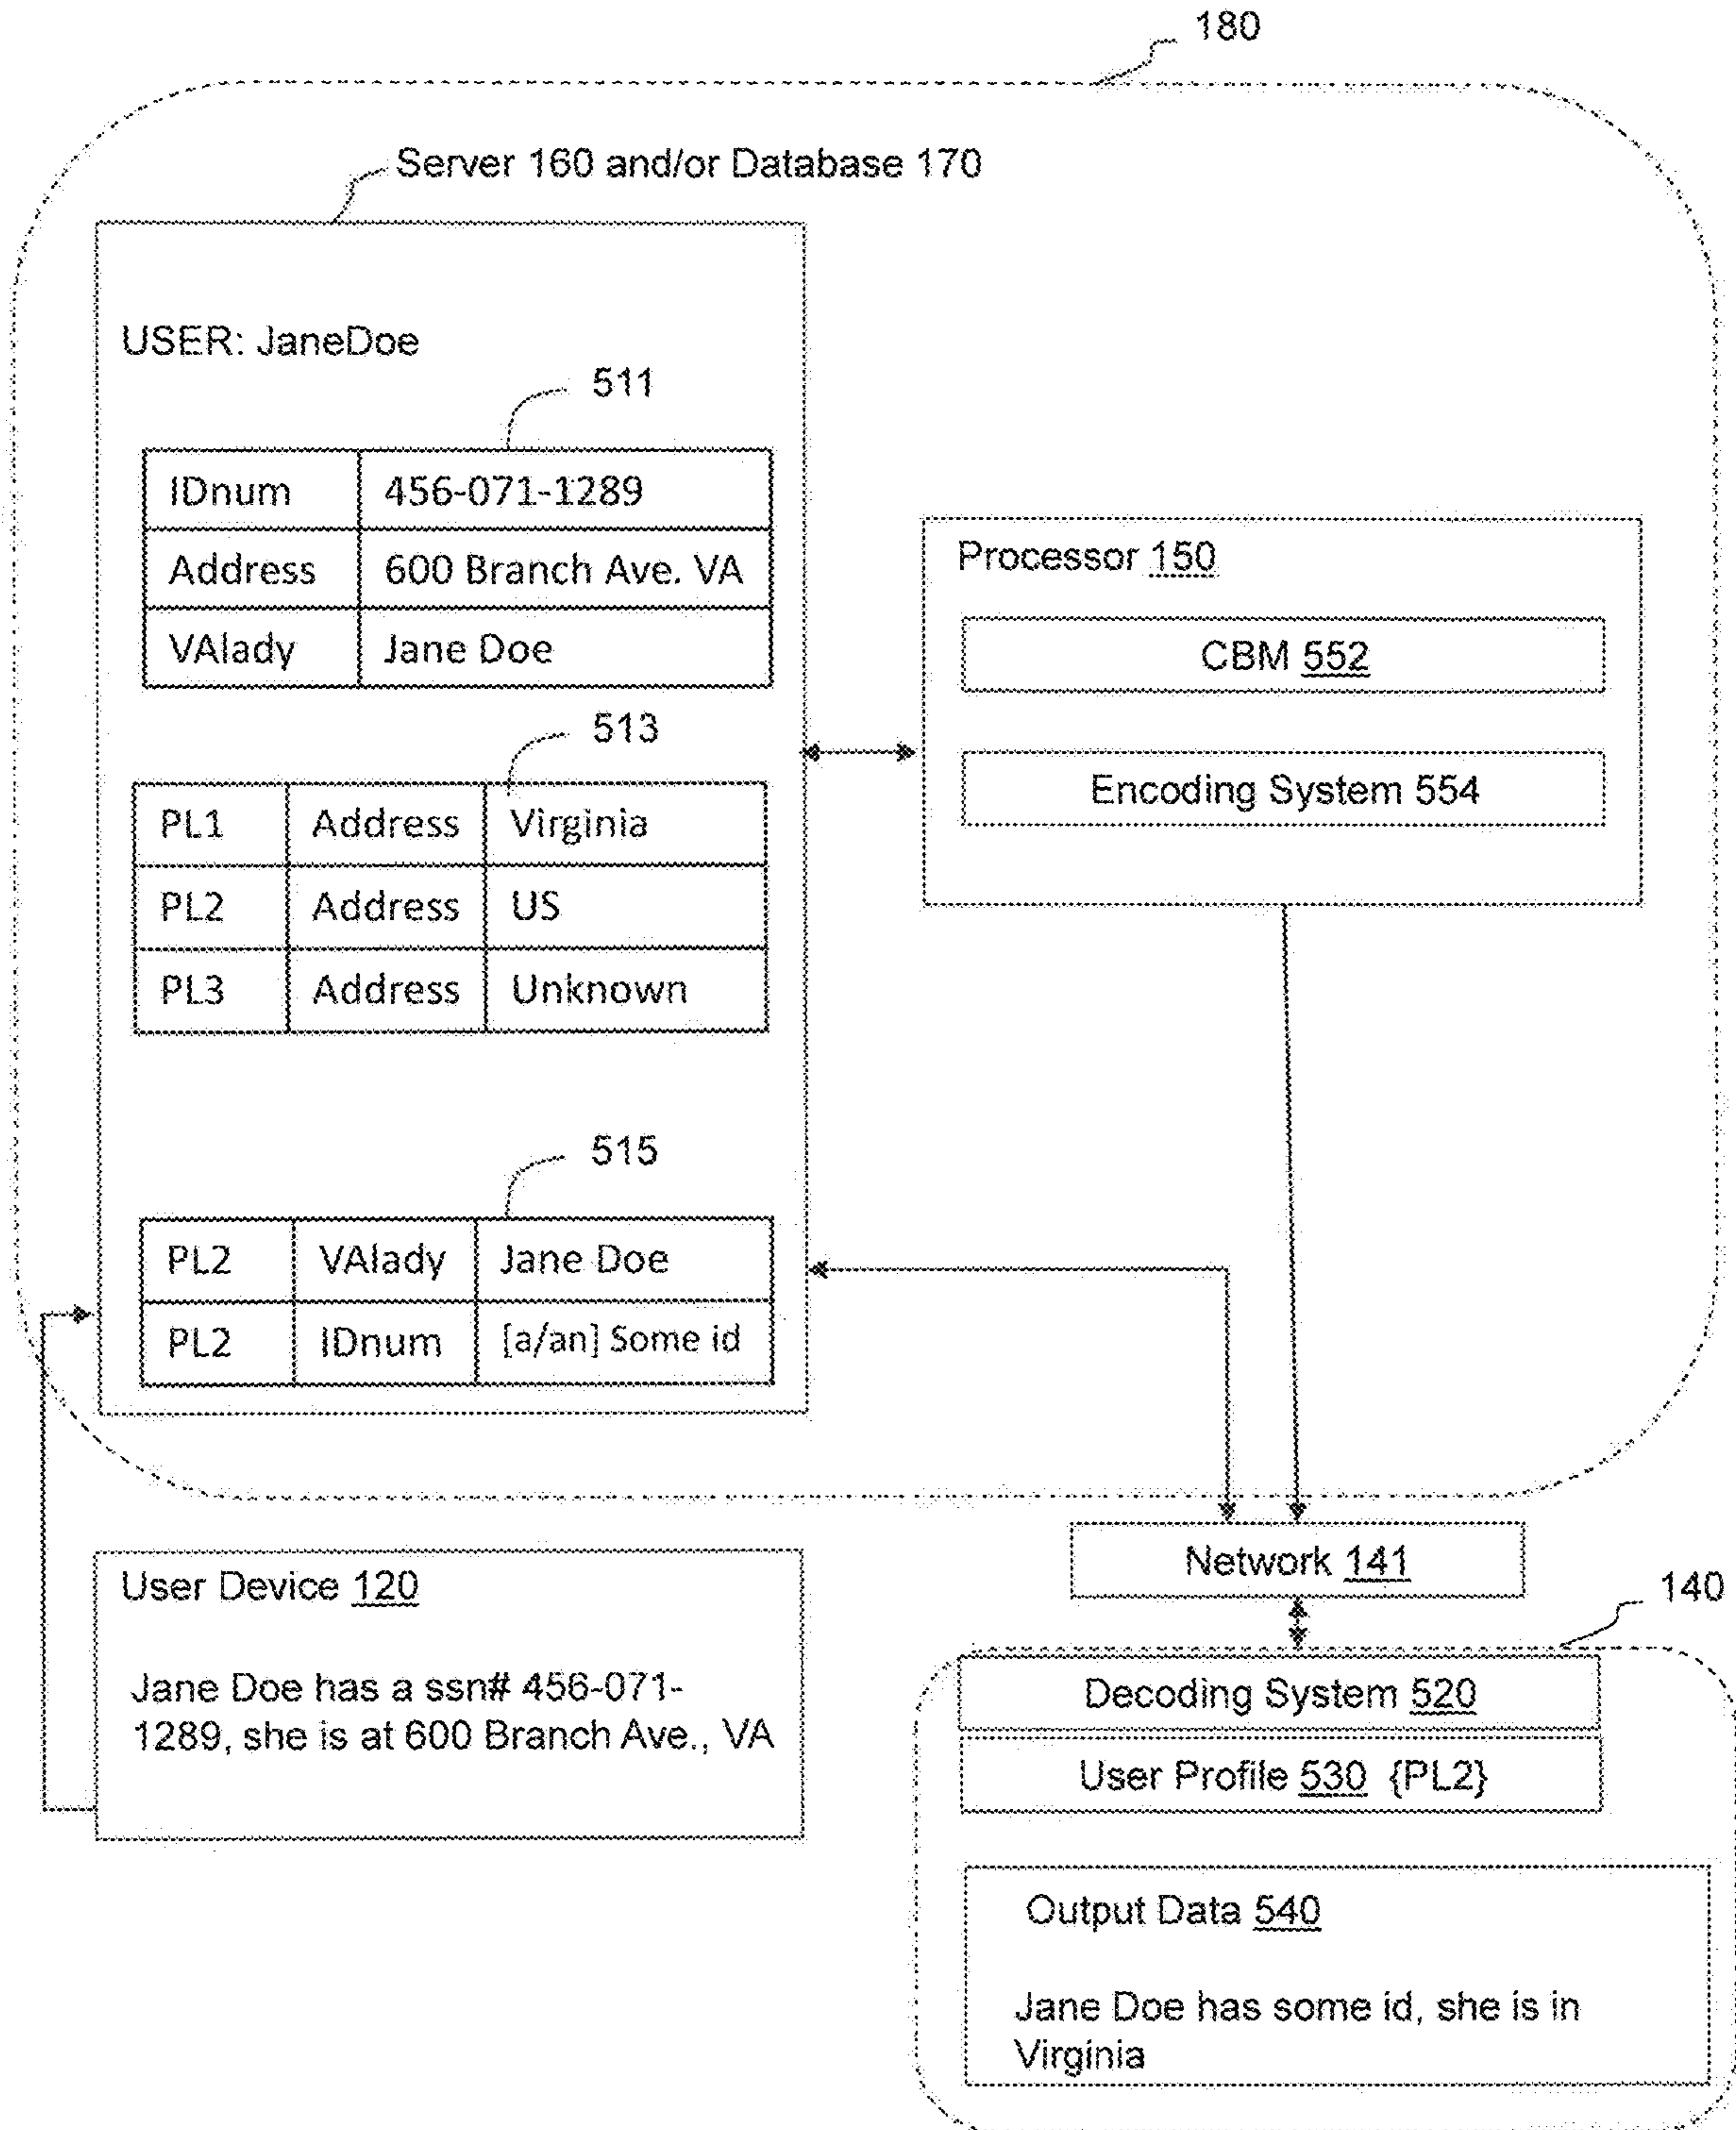 180
Server 160 and/or Database 170
USER: JaneDoe
511
IDnum 456-071-1289
Address 600 Branch Ave. VA
VAlady Jane Doe
513
PL1 Address Virginia
PL2 Address US
PL3 Address Unknown
515
PL2 VAlady Jane Doe
PL2 IDnum [a/an] Some id
Processor 150
CBM 552
Encoding System 554
User Device 120
Jane Doe has a ssn# 456-071-
1289, she is at 600 Branch Ave., VA
Network 141
140
Decoding System 520
User Profile 530 {PL2}
Output Data 540
Jane Doe has some id, she is in
Virginia